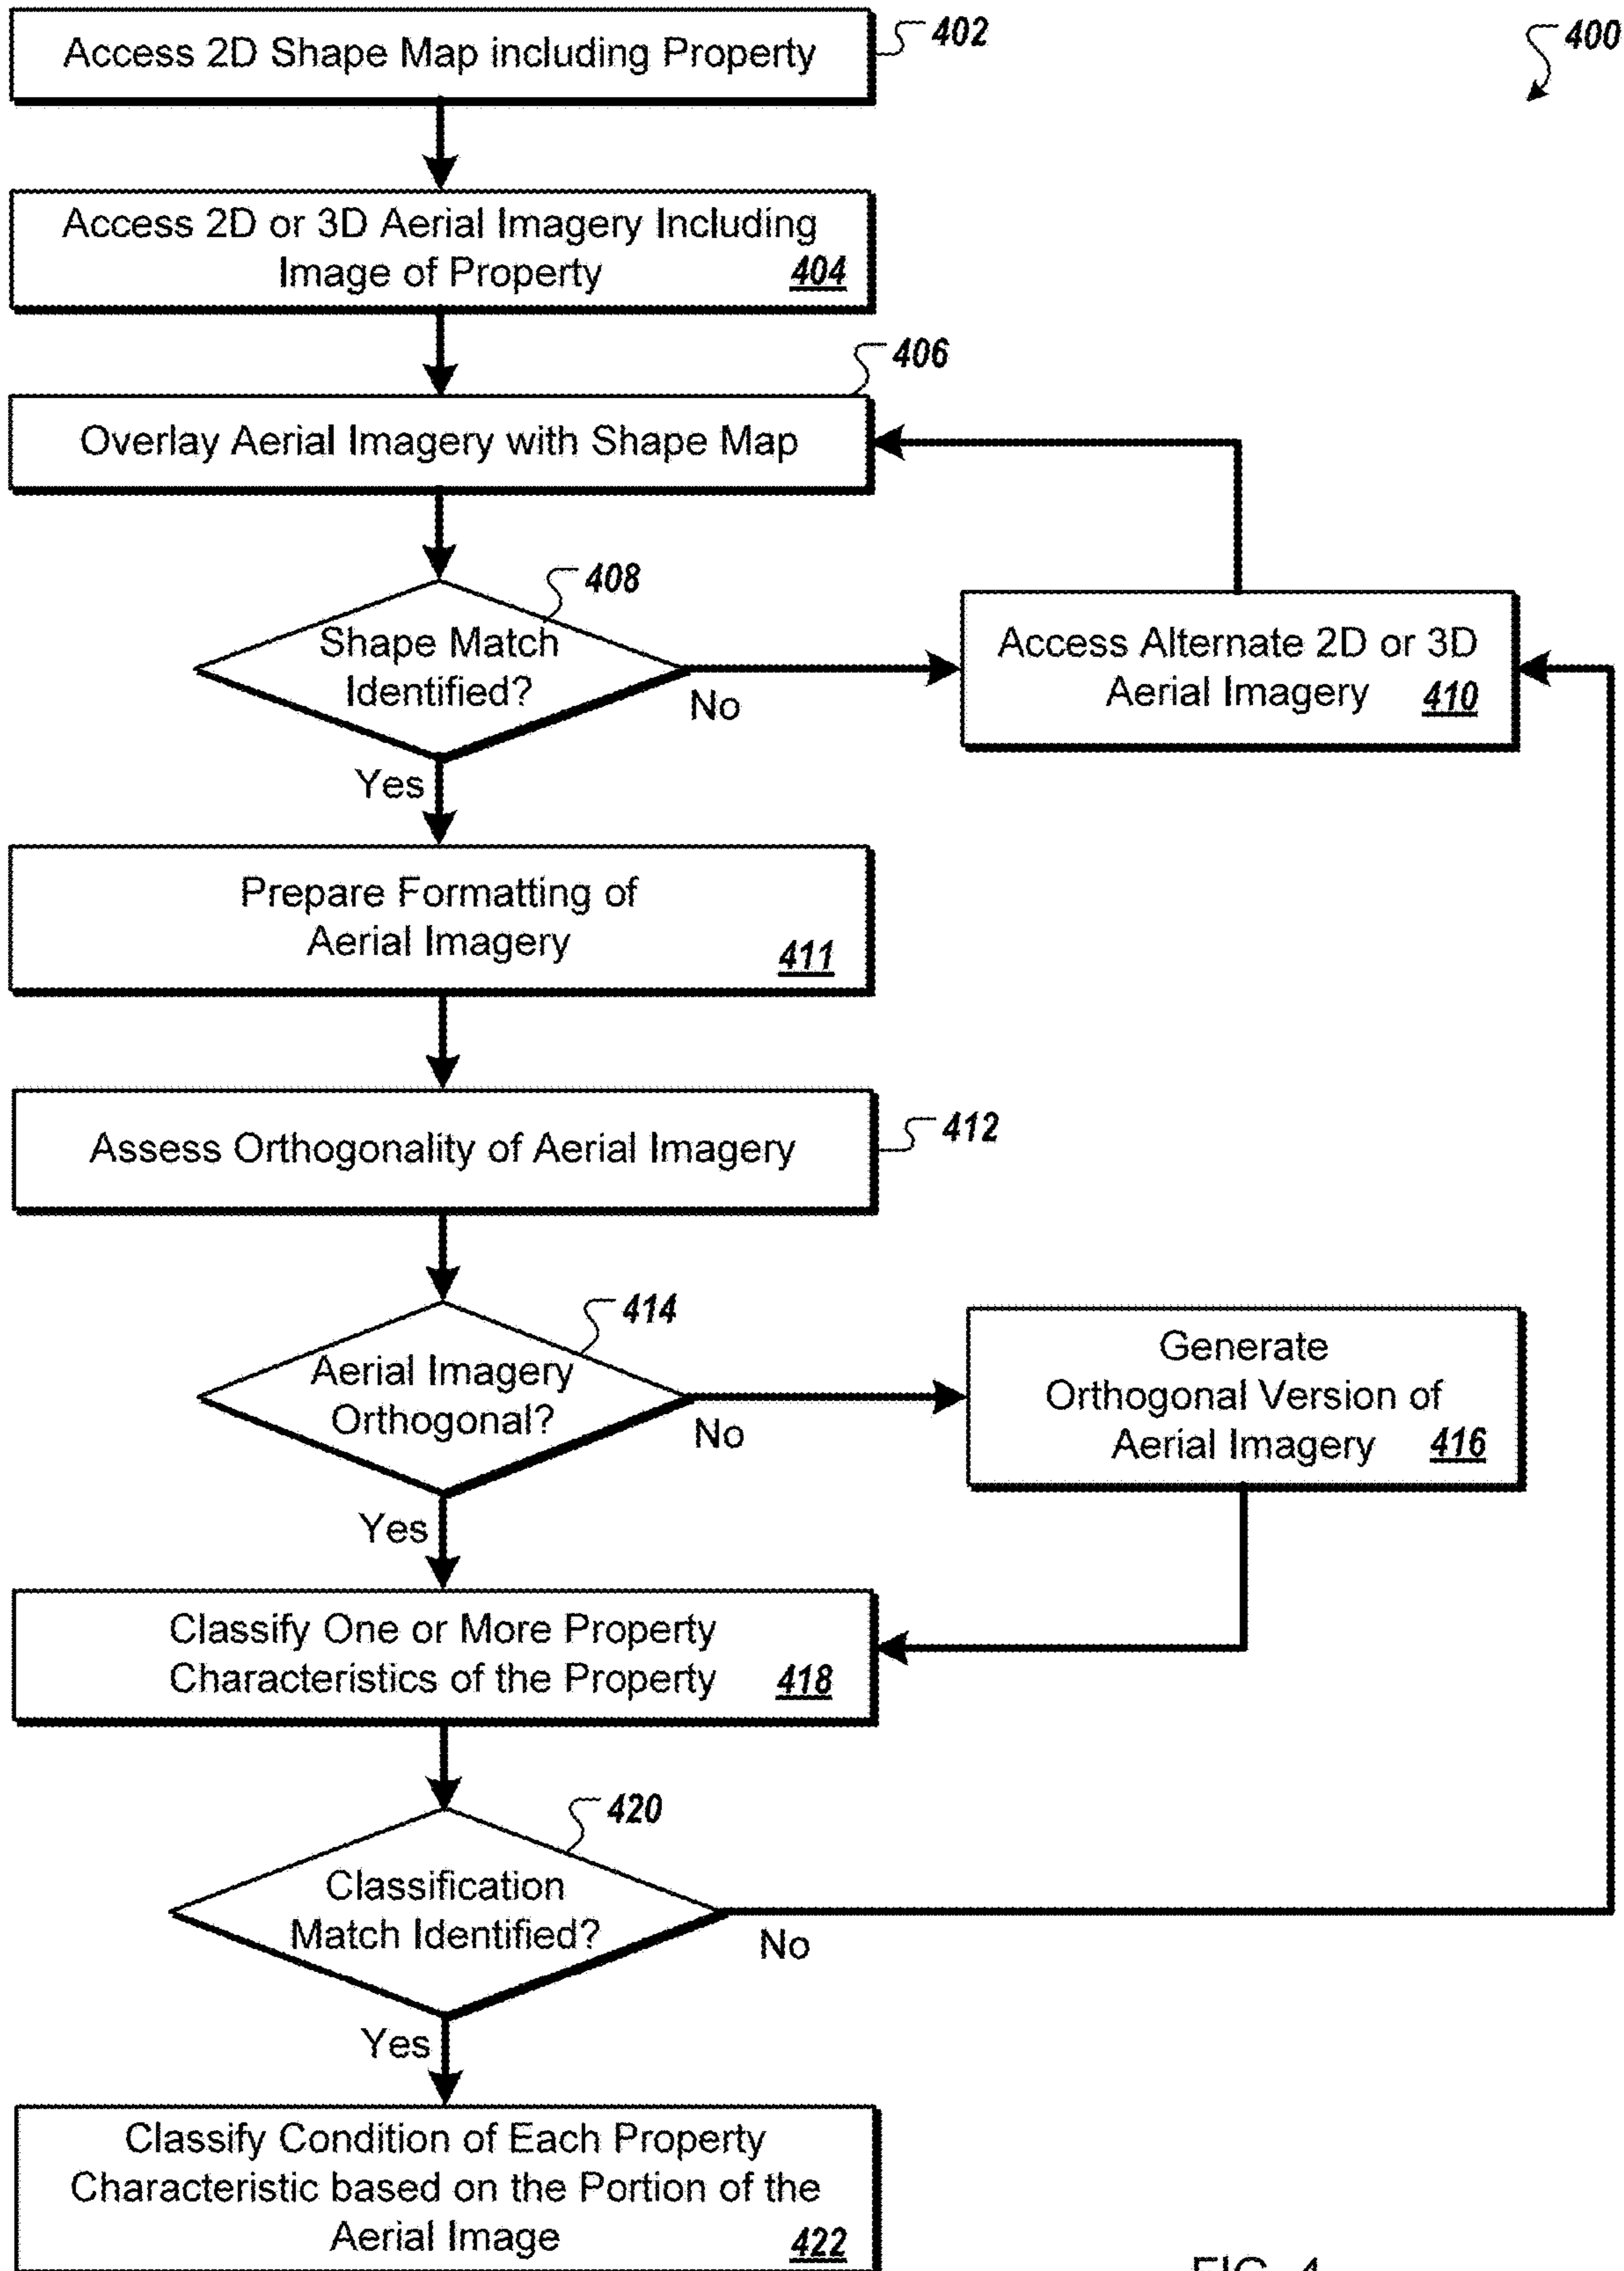 Access 2D Shape Map including Property
402
400
Access 2D or 3D Aerial Imagery Including
Image of Property
404
406
Overlay Aerial Imagery with Shape Map
408
Shape Match
Identified?
No
Yes
Access Alternate 2D or 3D
Aerial Imagery
410
Prepare Formatting of
Aerial Imagery
411
Assess Orthogonality of Aerial Imagery
412
414
Aerial Imagery
Orthogonal?
No
Yes
Generate
Orthogonal Version of
Aerial Imagery
416
Classify One or More Property
Characteristics of the Property
418
420
Classification
Match Identified?
No
Yes
Classify Condition of Each Property
Characteristic based on the Portion of the
Aerial Image
422
FIG. 4